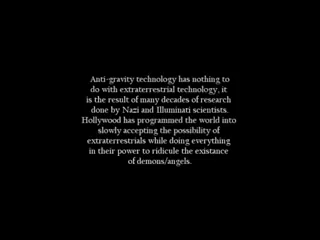 Anti-gravity technology has nothing to
do with extraterrestrial technology, it
is the result of many decades of research
done by Nazi and Illuminati scientists.
Hollywood has programmed the world into
slowly accepting the possibility of
extraterrestrials while doing everything
in their power to ridicule the existance
of demons/angels.